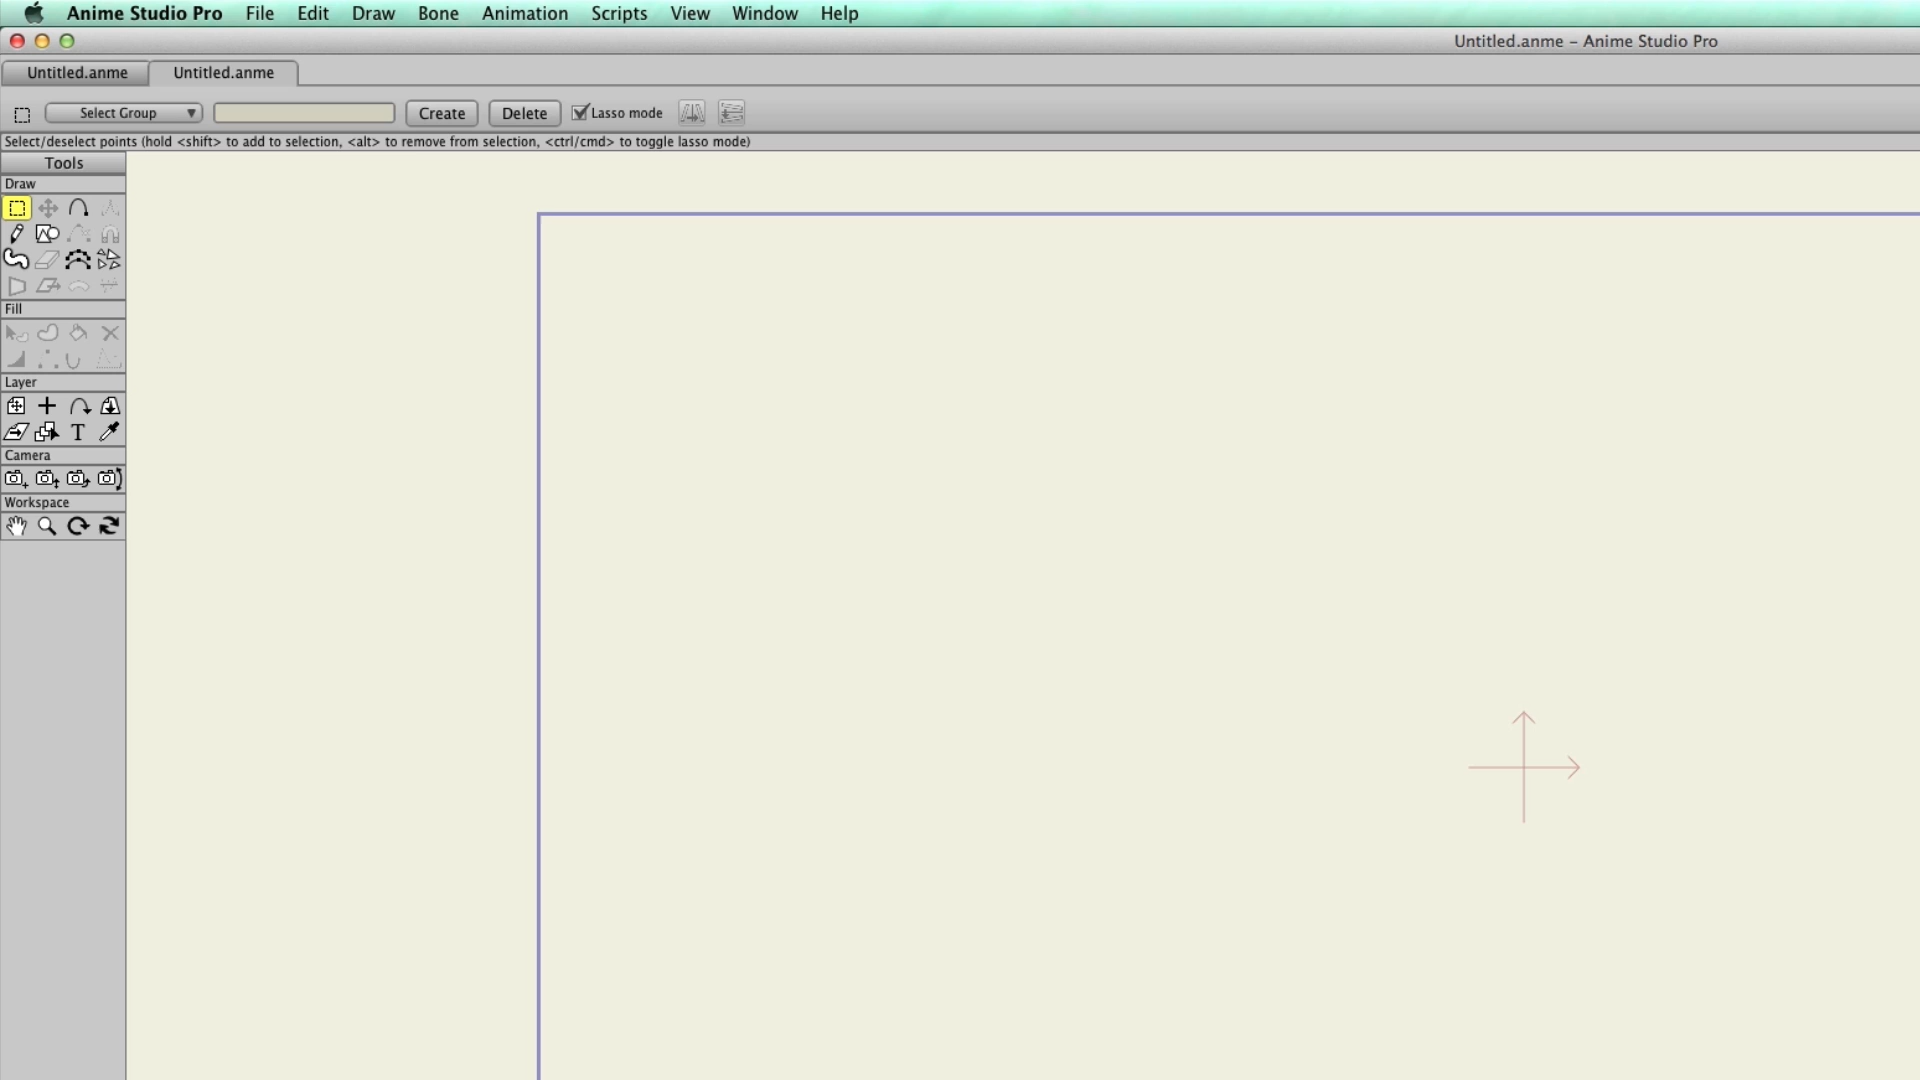 Anime Studio Pro File Edit Draw Bone Animation Scripts View Window Help
Untitled.anme – Anime Studio Pro
Untitled.anme Untitled.anme
Select Group Create Delete Lasso mode
Select/deselect points (hold <shift> to add to selection, <alt> to remove from selection, <ctrl/cmd> to toggle lasso mode)
Tools
Draw
Fill
Layer
T
Camera
Workspace